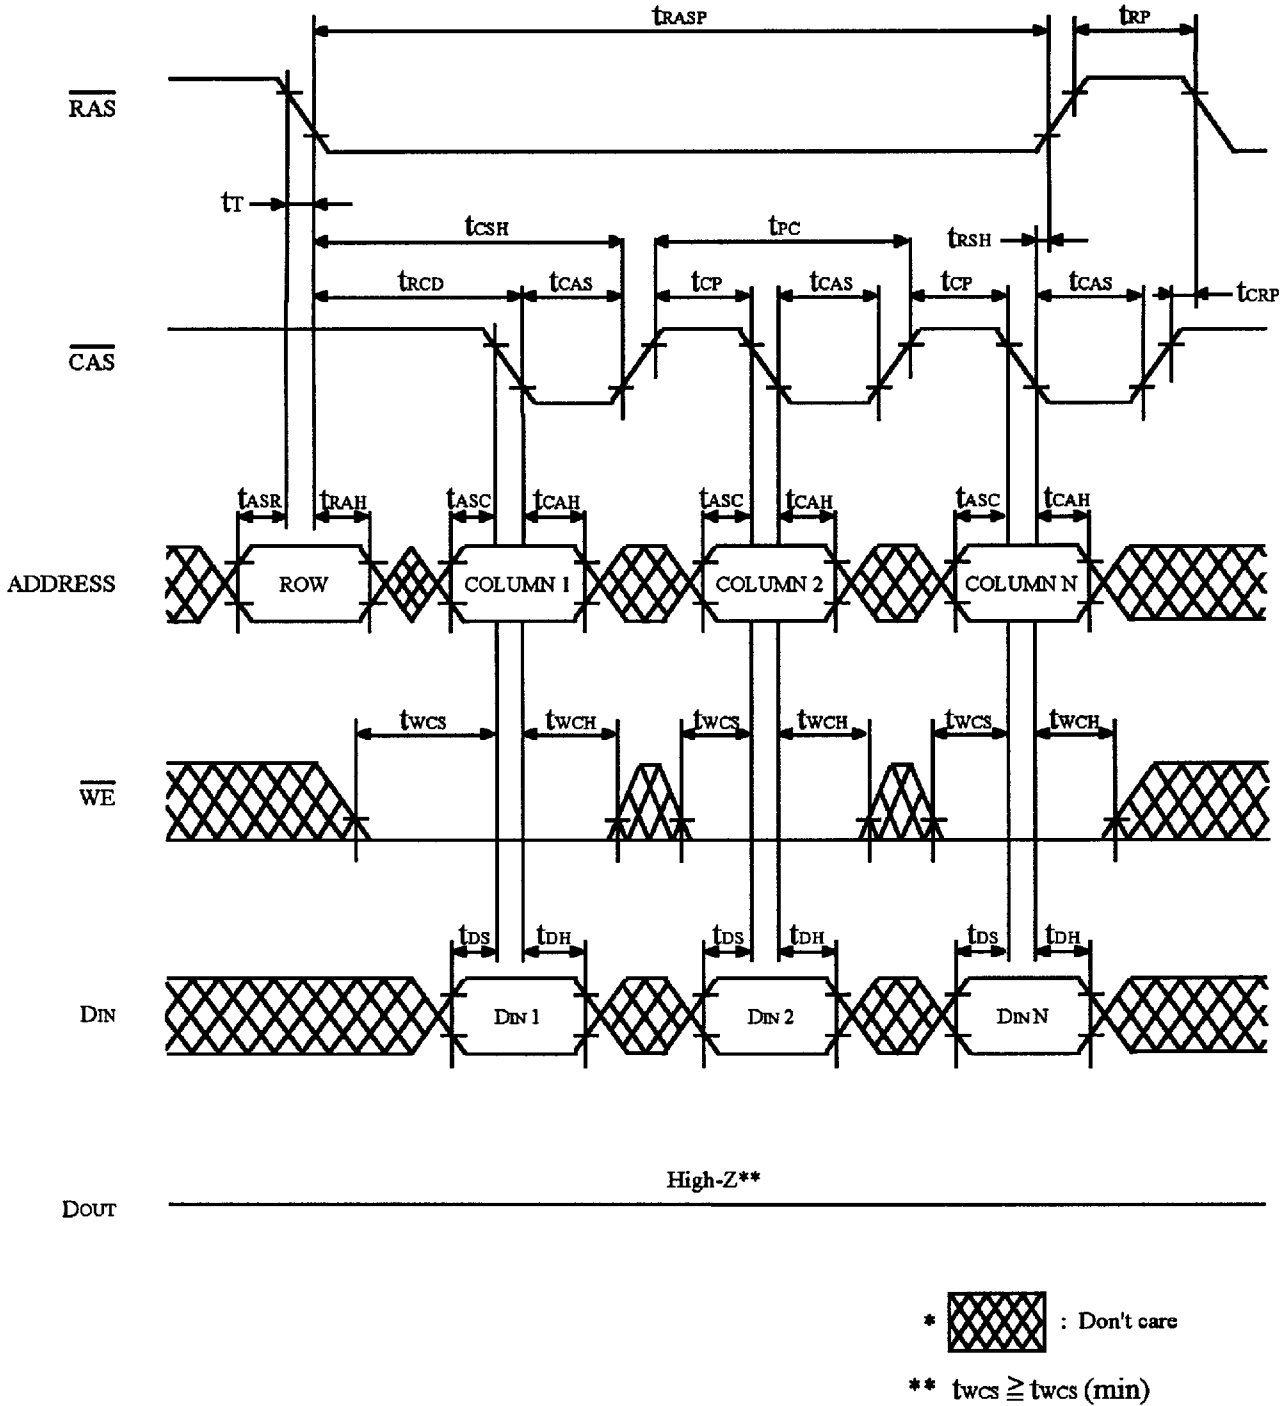 tRASP tRP
RAS
tT
tCSH tPC tRSH
tRCD tCAS tCP tCAS tCP tCAS tCRP
CAS
tASR tRAH tASC tCAH tASC tCAH tASC tCAH
ADDRESS ROW COLUMN 1 COLUMN 2 COLUMN N
tWCS tWCH tWCS tWCH tWCS tWCH
WE
tDS tDH tDS tDH tDS tDH
DIN DIN 1 DIN 2 DIN N
High-Z**
DOUT
* : Don't care
** tWCS ≧ tWCS (min)